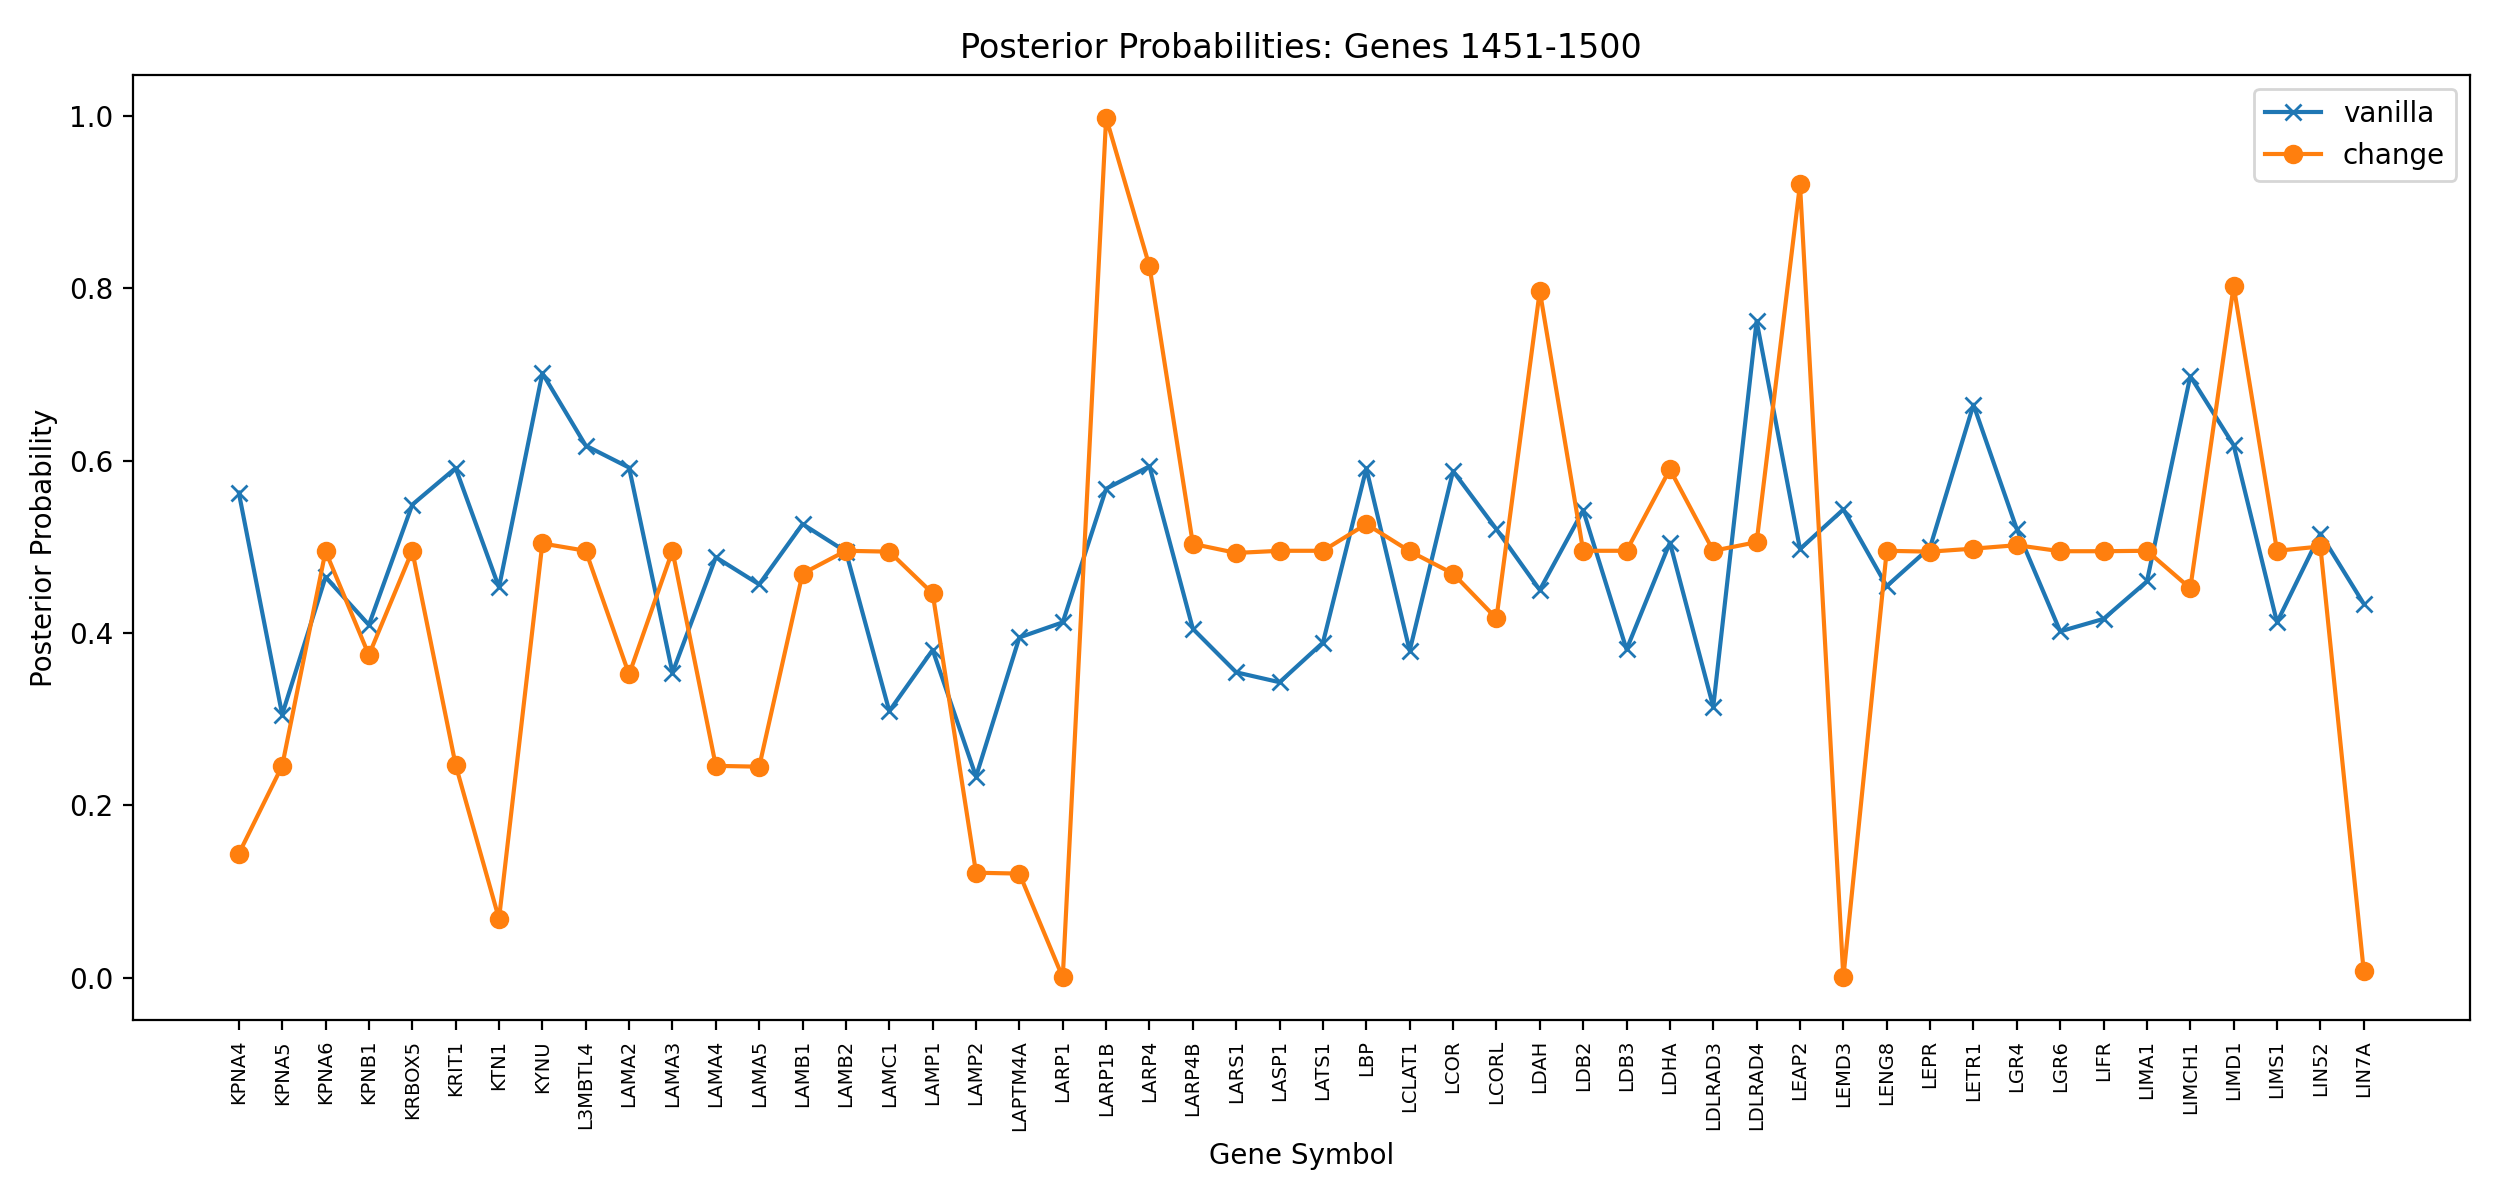 Posterior Probabilities: Genes 1451-1500
vanilla
change
Posterior Probability
1.0
0.8
0.6
0.4
0.2
0.0
KPNA4
KPNA5
KPNA6
KPNB1
KRBOX5
KRIT1
KTN1
KYNU
L3MBTL4
LAMA2
LAMA3
LAMA4
LAMA5
LAMB1
LAMB2
LAMC1
LAMP1
LAMP2
LAPTM4A
LARP1
LARP1B
LARP4
LARP4B
LARS1
LASP1
LATS1
LBP
LCLAT1
LCOR
LCORL
LDAH
LDB2
LDB3
LDHA
LDLRAD3
LDLRAD4
LEAP2
LEMD3
LENG8
LEPR
LETR1
LGR4
LGR6
LIFR
LIMA1
LIMCH1
LIMD1
LIMS1
LIN52
LIN7A
Gene Symbol